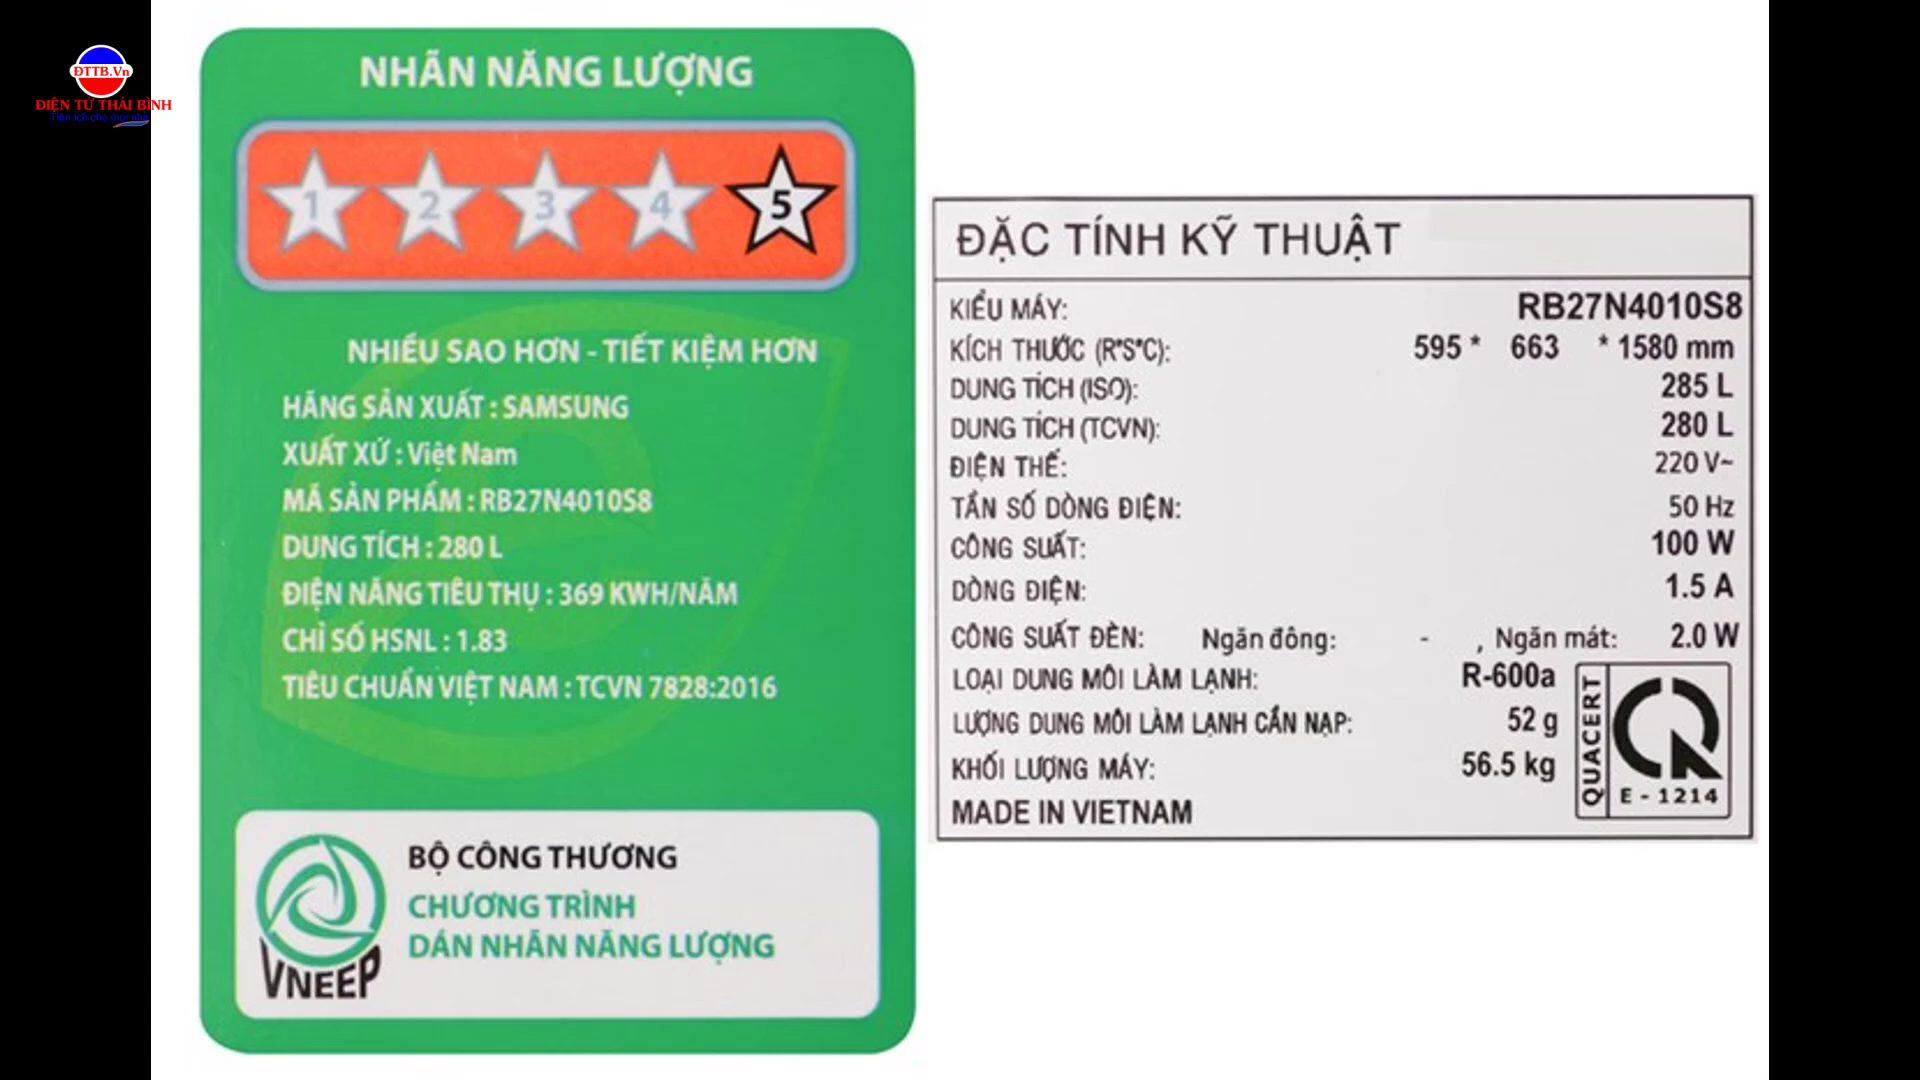 ĐTTB.Vn
ĐIỆN TỬ THÁI BÌNH
Tiện ích cho mọi nhà
NHÃN NĂNG LƯỢNG
1 2 3 4 5
NHIỀU SAO HƠN - TIẾT KIỆM HƠN
HÃNG SẢN XUẤT : SAMSUNG
XUẤT XỨ : Việt Nam
MÃ SẢN PHẨM : RB27N4010S8
DUNG TÍCH : 280 L
ĐIỆN NĂNG TIÊU THỤ : 369 KWH/NĂM
CHỈ SỐ HSNL : 1.83
TIÊU CHUẨN VIỆT NAM : TCVN 7828:2016
BỘ CÔNG THƯƠNG
CHƯƠNG TRÌNH
DÁN NHÃN NĂNG LƯỢNG
VNEEP
ĐẶC TÍNH KỸ THUẬT
KIỂU MÁY: RB27N4010S8
KÍCH THƯỚC (R*S*C): 595 * 663 * 1580 mm
DUNG TÍCH (ISO): 285 L
DUNG TÍCH (TCVN): 280 L
ĐIỆN THẾ: 220 V~
TẦN SỐ DÒNG ĐIỆN: 50 Hz
CÔNG SUẤT: 100 W
DÒNG ĐIỆN: 1.5 A
CÔNG SUẤT ĐÈN: Ngăn đông: - , Ngăn mát: 2.0 W
LOẠI DUNG MÔI LÀM LẠNH: R-600a
LƯỢNG DUNG MÔI LÀM LẠNH CẦN NẠP: 52 g
KHỐI LƯỢNG MÁY: 56.5 kg
MADE IN VIETNAM
QUACERT
E - 1214